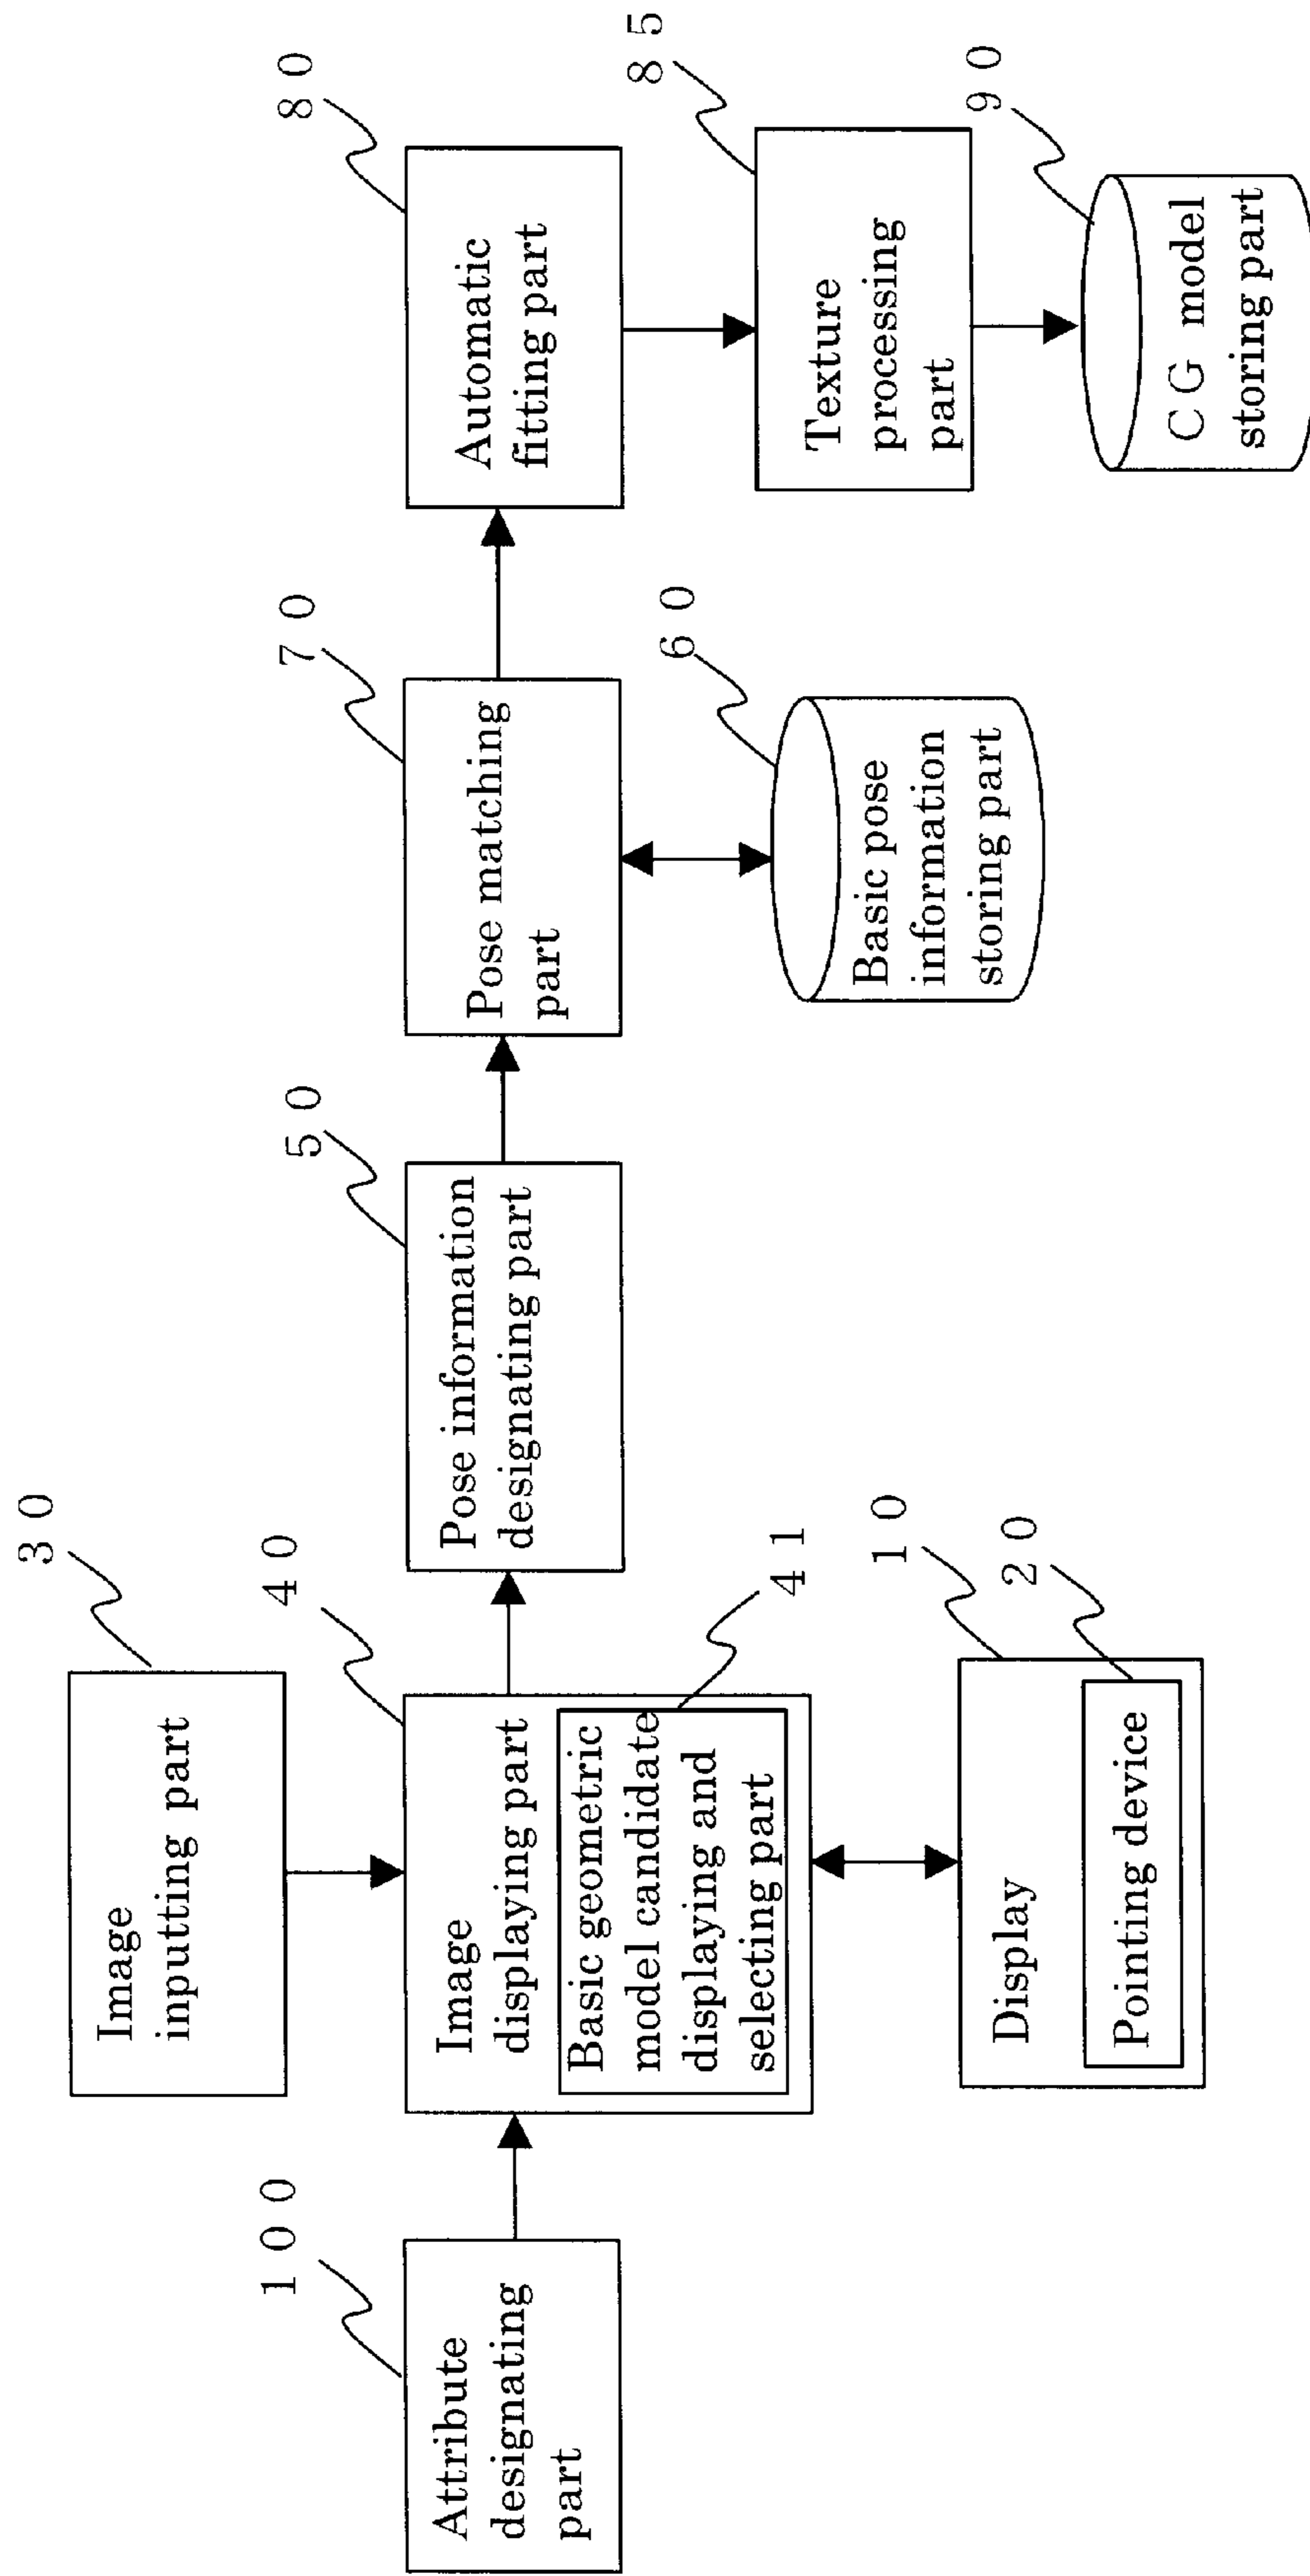 30
Image
inputting part
100
Attribute
designating
part
40
Image
displaying part
Basic geometric
model candidate
displaying and
selecting part
41
Display
10
Pointing device
20
50
Pose information
designating part
70
Pose matching
part
60
Basic pose
information
storing part
80
Automatic
fitting part
85
Texture
processing
part
90
CG model
storing part